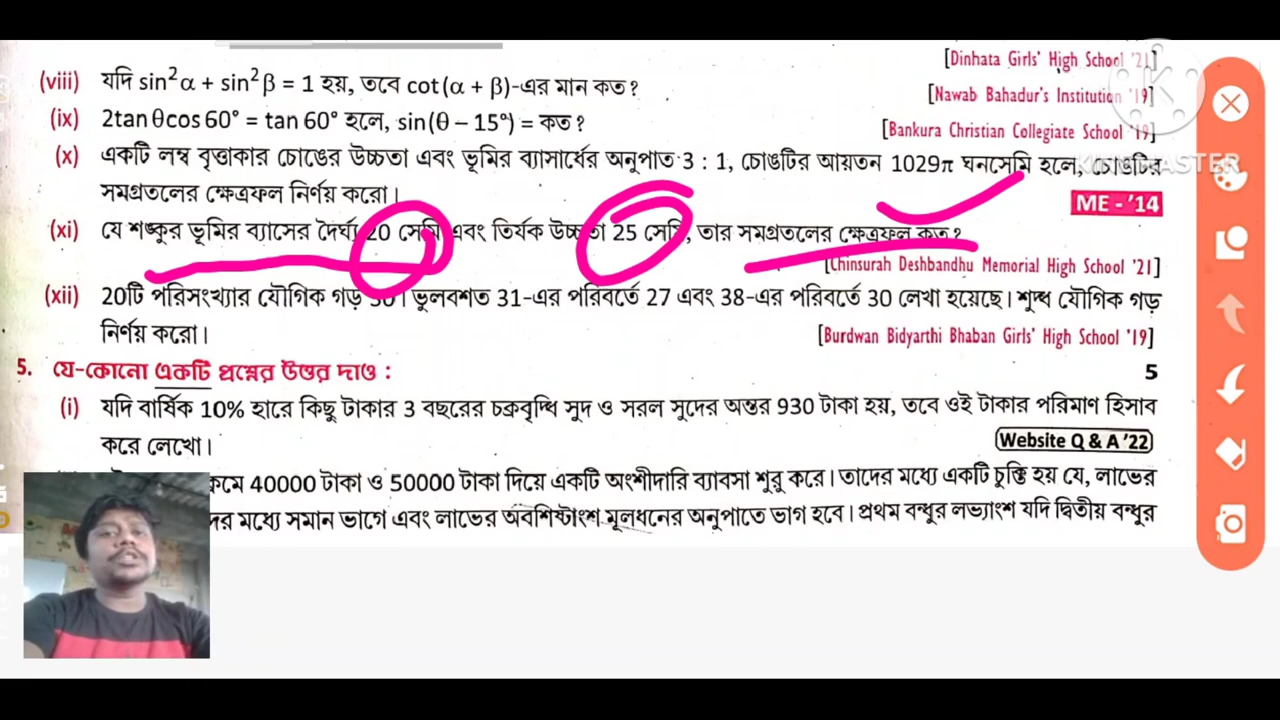 [Dinhata Girls' High School '21]
(viii) যদি sin²α + sin²β = 1 হয়, তবে cot(α + β)-এর মান কত?
[Nawab Bahadur's Institution '19]
(ix) 2tanθcos60° = tan60° হলে, sin(θ – 15°) = কত?
[Bankura Christian Collegiate School '19]
(x) একটি লম্ব বৃত্তাকার চোঙের উচ্চতা এবং ভূমির ব্যাসার্ধের অনুপাত 3 : 1, চোঙটির আয়তন 1029π ঘনসেমি হলে, চোঙটির
সমগ্রতলের ক্ষেত্রফল নির্ণয় করো।
ME - '14
(xi) যে শঙ্কুর ভূমির ব্যাসের দৈর্ঘ্য 20 সেমি এবং তির্যক উচ্চতা 25 সেমি, তার সমগ্রতলের ক্ষেত্রফল কত?
[Chinsurah Deshbandhu Memorial High School '21]
(xii) 20টি পরিসংখ্যার যৌগিক গড় 30। ভুলবশত 31-এর পরিবর্তে 27 এবং 38-এর পরিবর্তে 30 লেখা হয়েছে। শুদ্ধ যৌগিক গড়
নির্ণয় করো।
[Burdwan Bidyarthi Bhaban Girls' High School '19]
5. যে-কোনো একটি প্রশ্নের উত্তর দাও : 5
(i) যদি বার্ষিক 10% হারে কিছু টাকার 3 বছরের চক্রবৃদ্ধি সুদ ও সরল সুদের অন্তর 930 টাকা হয়, তবে ওই টাকার পরিমাণ হিসাব
করে লেখো।
Website Q & A '22
40000 টাকা ও 50000 টাকা দিয়ে একটি অংশীদারি ব্যাবসা শুরু করে। তাদের মধ্যে একটি চুক্তি হয় যে, লাভের
মধ্যে সমান ভাগে এবং লাভের অবশিষ্টাংশ মূলধনের অনুপাতে ভাগ হবে। প্রথম বন্ধুর লভ্যাংশ যদি দ্বিতীয় বন্ধুর